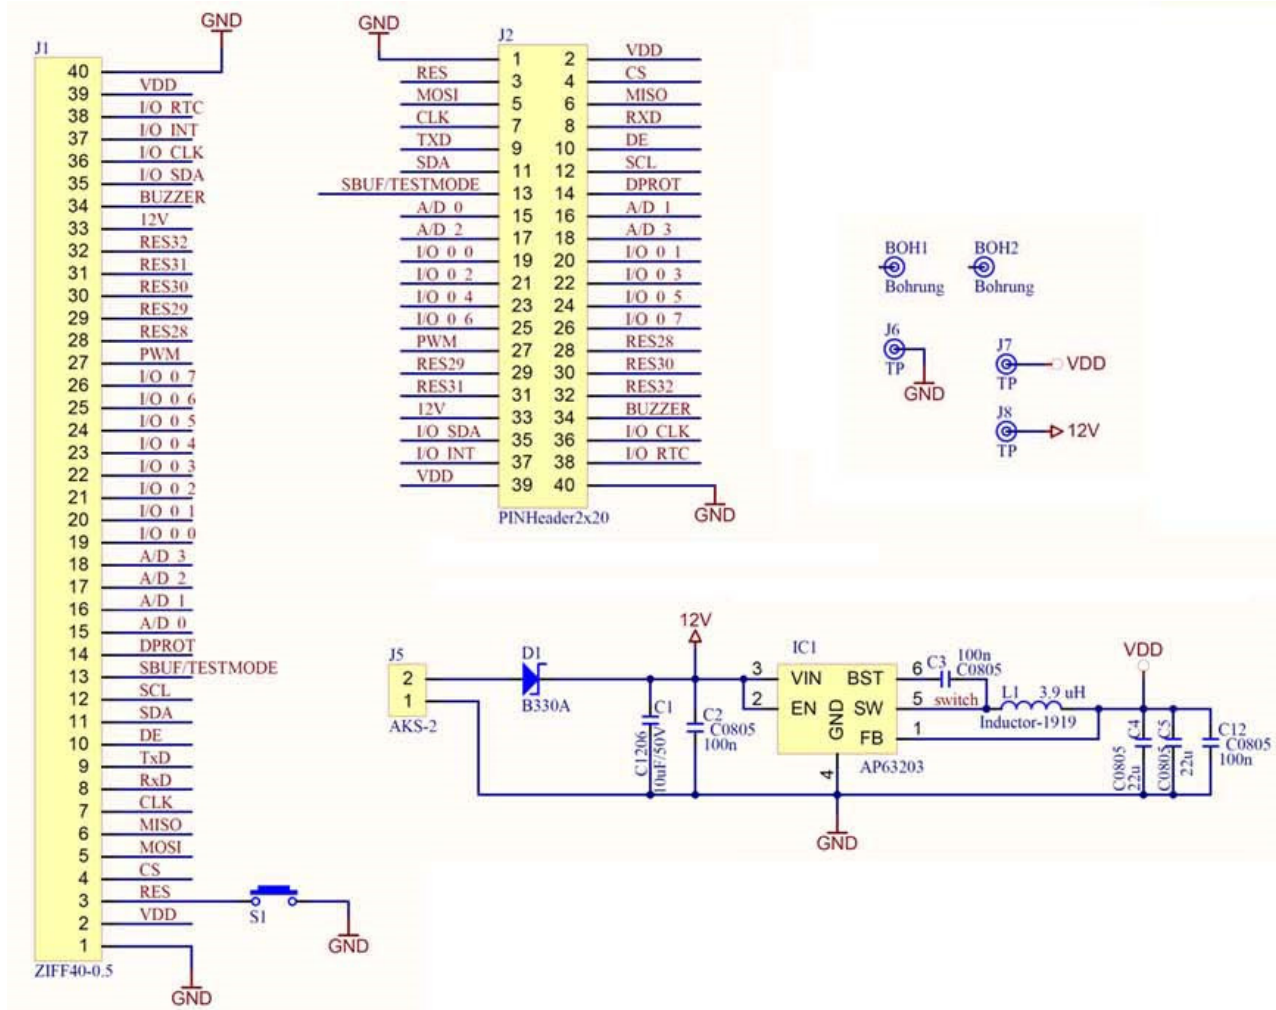 J1
GND
40
39 VDD
38 I/O RTC
37 I/O INT
36 I/O CLK
35 I/O SDA
34 BUZZER
33 12V
32 RES32
31 RES31
30 RES30
29 RES29
28 RES28
27 PWM
26 I/O 0 7
25 I/O 0 6
24 I/O 0 5
23 I/O 0 4
22 I/O 0 3
21 I/O 0 2
20 I/O 0 1
19 I/O 0 0
18 A/D 3
17 A/D 2
16 A/D 1
15 A/D 0
14 DPROT
13 SBUF/TESTMODE
12 SCL
11 SDA
10 DE
9 TxD
8 RxD
7 CLK
6 MISO
5 MOSI
4 CS
3 RES
S1
GND
2 VDD
1
GND
ZIFF40-0.5
GND
J2
1 2 VDD
RES 3 4 CS
MOSI 5 6 MISO
CLK 7 8 RXD
TXD 9 10 DE
SDA 11 12 SCL
SBUF/TESTMODE 13 14 DPROT
A/D 0 15 16 A/D 1
A/D 2 17 18 A/D 3
I/O 0 0 19 20 I/O 0 1
I/O 0 2 21 22 I/O 0 3
I/O 0 4 23 24 I/O 0 5
I/O 0 6 25 26 I/O 0 7
PWM 27 28 RES28
RES29 29 30 RES30
RES31 31 32 RES32
12V 33 34 BUZZER
I/O SDA 35 36 I/O CLK
I/O INT 37 38 I/O RTC
VDD 39 40
GND
PINHeader2x20
BOH1
Bohrung
BOH2
Bohrung
J6
TP
GND
J7
TP
VDD
J8
TP
12V
J5
2
1
AKS-2
D1
B330A
12V
C1
C1206
10uF/50V
C2
C0805
100n
IC1
3 VIN BST 6
2 EN SW 5
GND
FB 1
4
AP63203
GND
100n
C3 C0805
switch
L1 3.9 uH
Inductor-1919
VDD
C4
C0805
22u
C5
C0805
22u
C12
C0805
100n